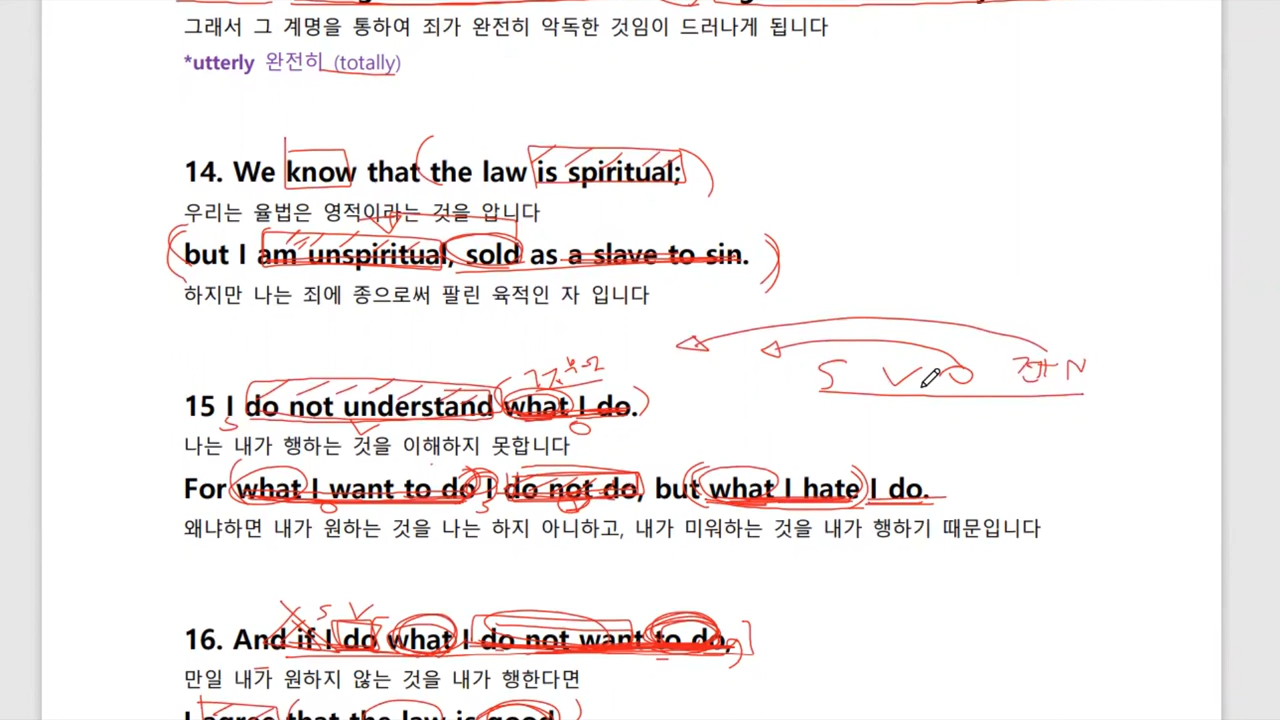 그래서 그 계명을 통하여 죄가 완전히 악독한 것임이 드러나게 됩니다
*utterly 완전히 (totally)
14. We know that the law is spiritual;
우리는 율법은 영적이라는 것을 압니다
but I am unspiritual, sold as a slave to sin.
하지만 나는 죄에 종으로써 팔린 육적인 자 입니다
S V O 전+N
15 I do not understand what I do.
S V O
나는 내가 행하는 것을 이해하지 못합니다
For what I want to do I do not do, but what I hate I do.
O S
왜냐하면 내가 원하는 것을 나는 하지 아니하고, 내가 미워하는 것을 내가 행하기 때문입니다
S V
16. And if I do what I do not want to do,
만일 내가 원하지 않는 것을 내가 행한다면
I agree that the law is good